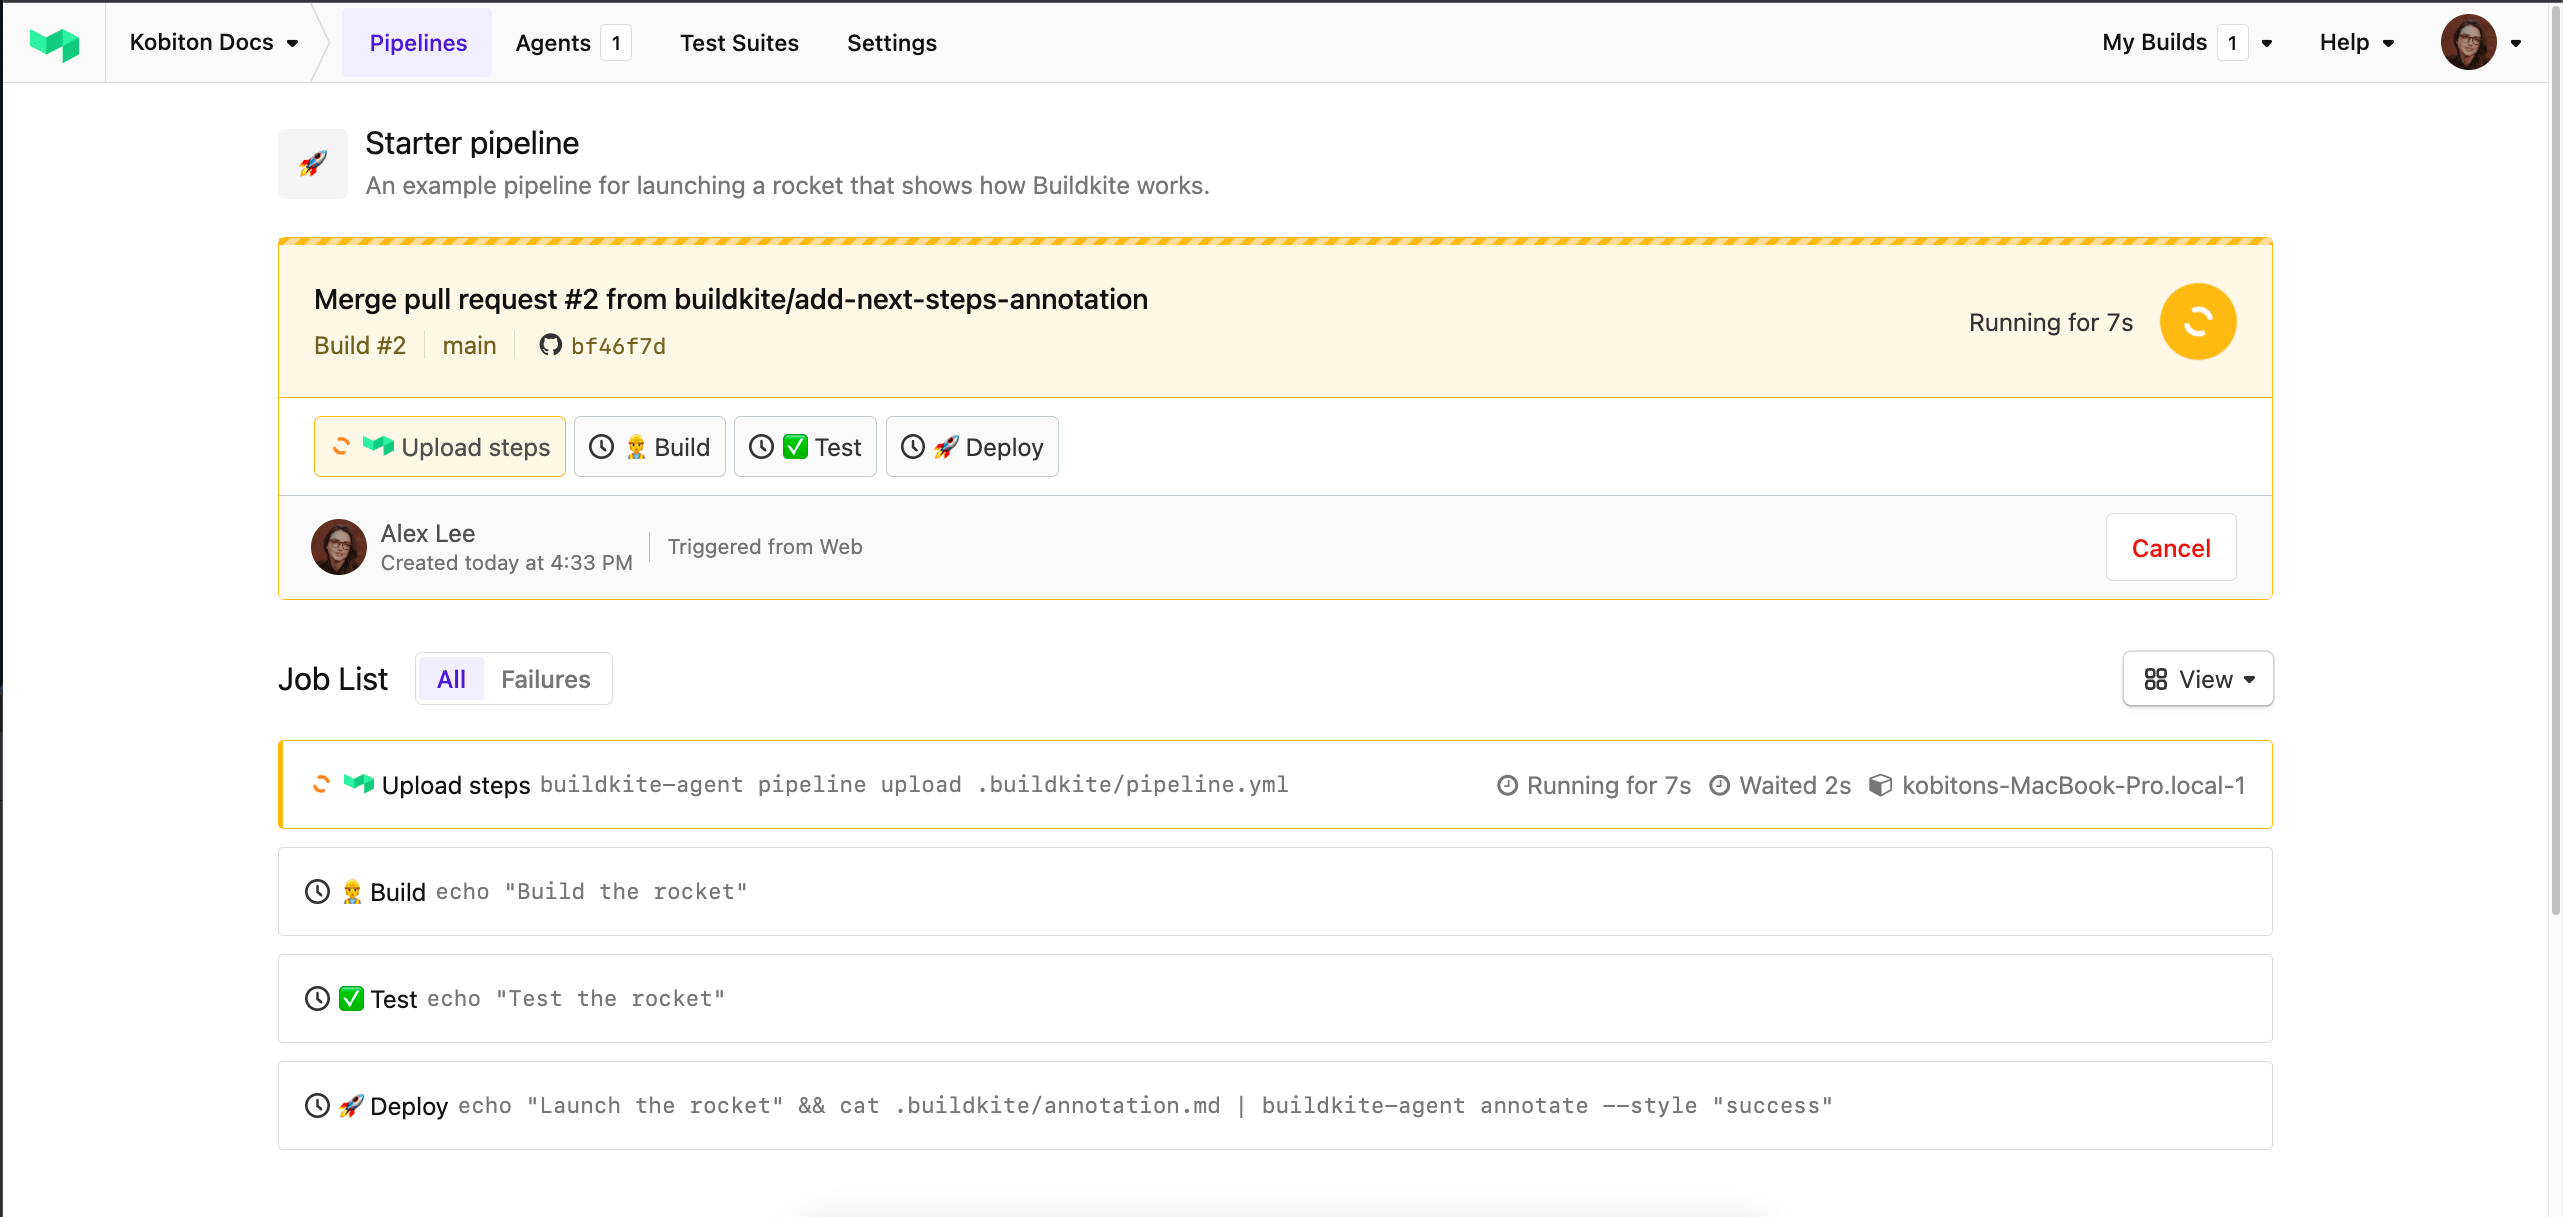 Kobiton Docs Pipelines Agents 1 Test Suites Settings My Builds 1 Help
Starter pipeline
An example pipeline for launching a rocket that shows how Buildkite works.
Merge pull request #2 from buildkite/add-next-steps-annotation
Build #2 main bf46f7d
Running for 7s
Upload steps Build Test Deploy
Alex Lee
Created today at 4:33 PM
Triggered from Web
Cancel
Job List All Failures View
Upload steps buildkite-agent pipeline upload .buildkite/pipeline.yml Running for 7s Waited 2s kobitons-MacBook-Pro.local-1
Build echo "Build the rocket"
Test echo "Test the rocket"
Deploy echo "Launch the rocket" && cat .buildkite/annotation.md | buildkite-agent annotate --style "success"